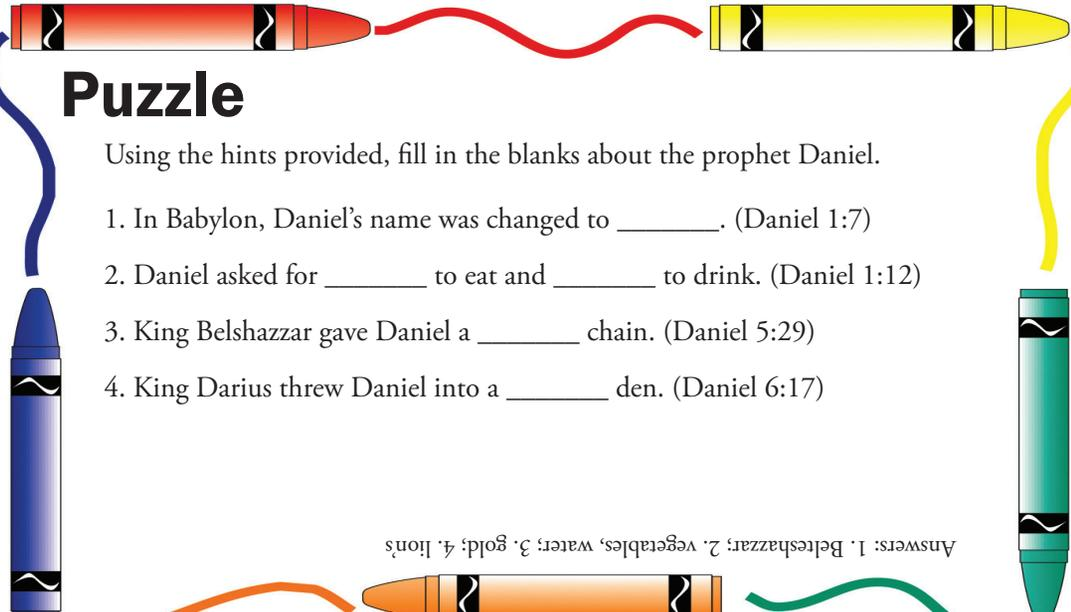 Puzzle
Using the hints provided, fill in the blanks about the prophet Daniel.
1. In Babylon, Daniel’s name was changed to _______. (Daniel 1:7)
2. Daniel asked for _______ to eat and _______ to drink. (Daniel 1:12)
3. King Belshazzar gave Daniel a _______ chain. (Daniel 5:29)
4. King Darius threw Daniel into a _______ den. (Daniel 6:17)
Answers: 1. Belteshazzar; 2. vegetables, water; 3. gold; 4. lion’s